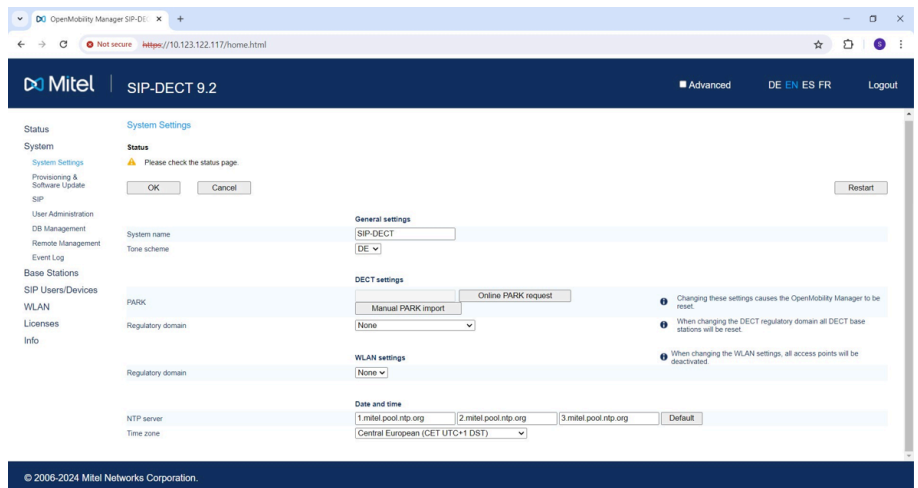 OpenMobility Manager SIP-DEC
Not secure https://10.123.122.117/home.html
S
Mitel | SIP-DECT 9.2
Advanced
DE EN ES FR
Logout
Status
System
System Settings
Provisioning &
Software Update
SIP
User Administration
DB Management
Remote Management
Event Log
Base Stations
SIP Users/Devices
WLAN
Licenses
Info
System Settings
Status
Please check the status page.
OK Cancel Restart
General settings
System name SIP-DECT
Tone scheme DE
DECT settings
PARK Online PARK request
Manual PARK import
Changing these settings causes the OpenMobility Manager to be
reset.
Regulatory domain None
When changing the DECT regulatory domain all DECT base
stations will be reset.
WLAN settings
When changing the WLAN settings, all access points will be
deactivated.
Regulatory domain None
Date and time
NTP server 1.mitel.pool.ntp.org 2.mitel.pool.ntp.org 3.mitel.pool.ntp.org Default
Time zone Central European (CET UTC+1 DST)
© 2006-2024 Mitel Networks Corporation.